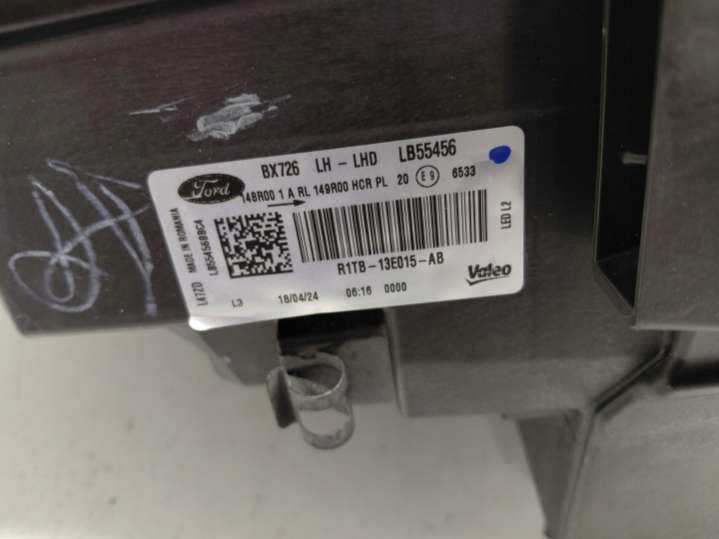 BX726 LH - LHD LB55456
Ford
148R00 1 A RL 149R00 HCR PL 20 E9 6533
MADE IN ROMANIA
LED L2
R1TB-13E015-AB
L3 18/04/24 06:16 0000
Valeo